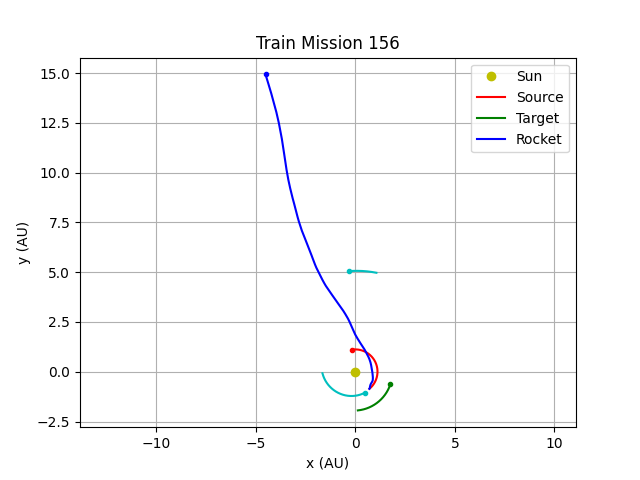 Train Mission 156
Sun
Source
Target
Rocket
15.0
12.5
10.0
7.5
5.0
2.5
0.0
−2.5
y (AU)
−10
−5
0
5
10
x (AU)